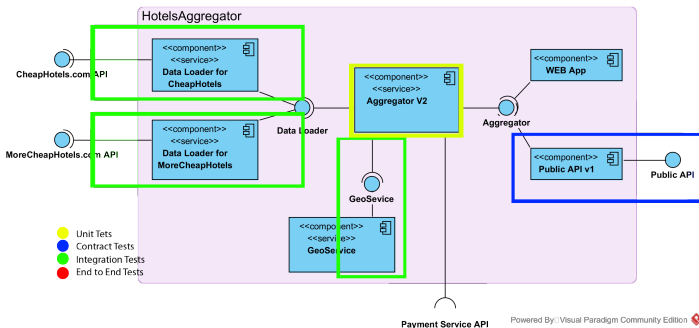 HotelsAggregator
<<component>>
<<service>>
Data Loader for
CheapHotels
CheapHotels.com API
<<component>>
<<service>>
Aggregator V2
<<component>>
WEB App
Data Loader
Aggregator
<<component>>
<<service>>
Data Loader for
MoreCheapHotels
MoreCheapHotels.com API
<<component>>
Public API v1
Public API
GeoSevice
<<component>>
<<service>>
GeoService
Unit Tets
Contract Tests
Integration Tests
End to End Tests
Payment Service API
Powered By Visual Paradigm Community Edition